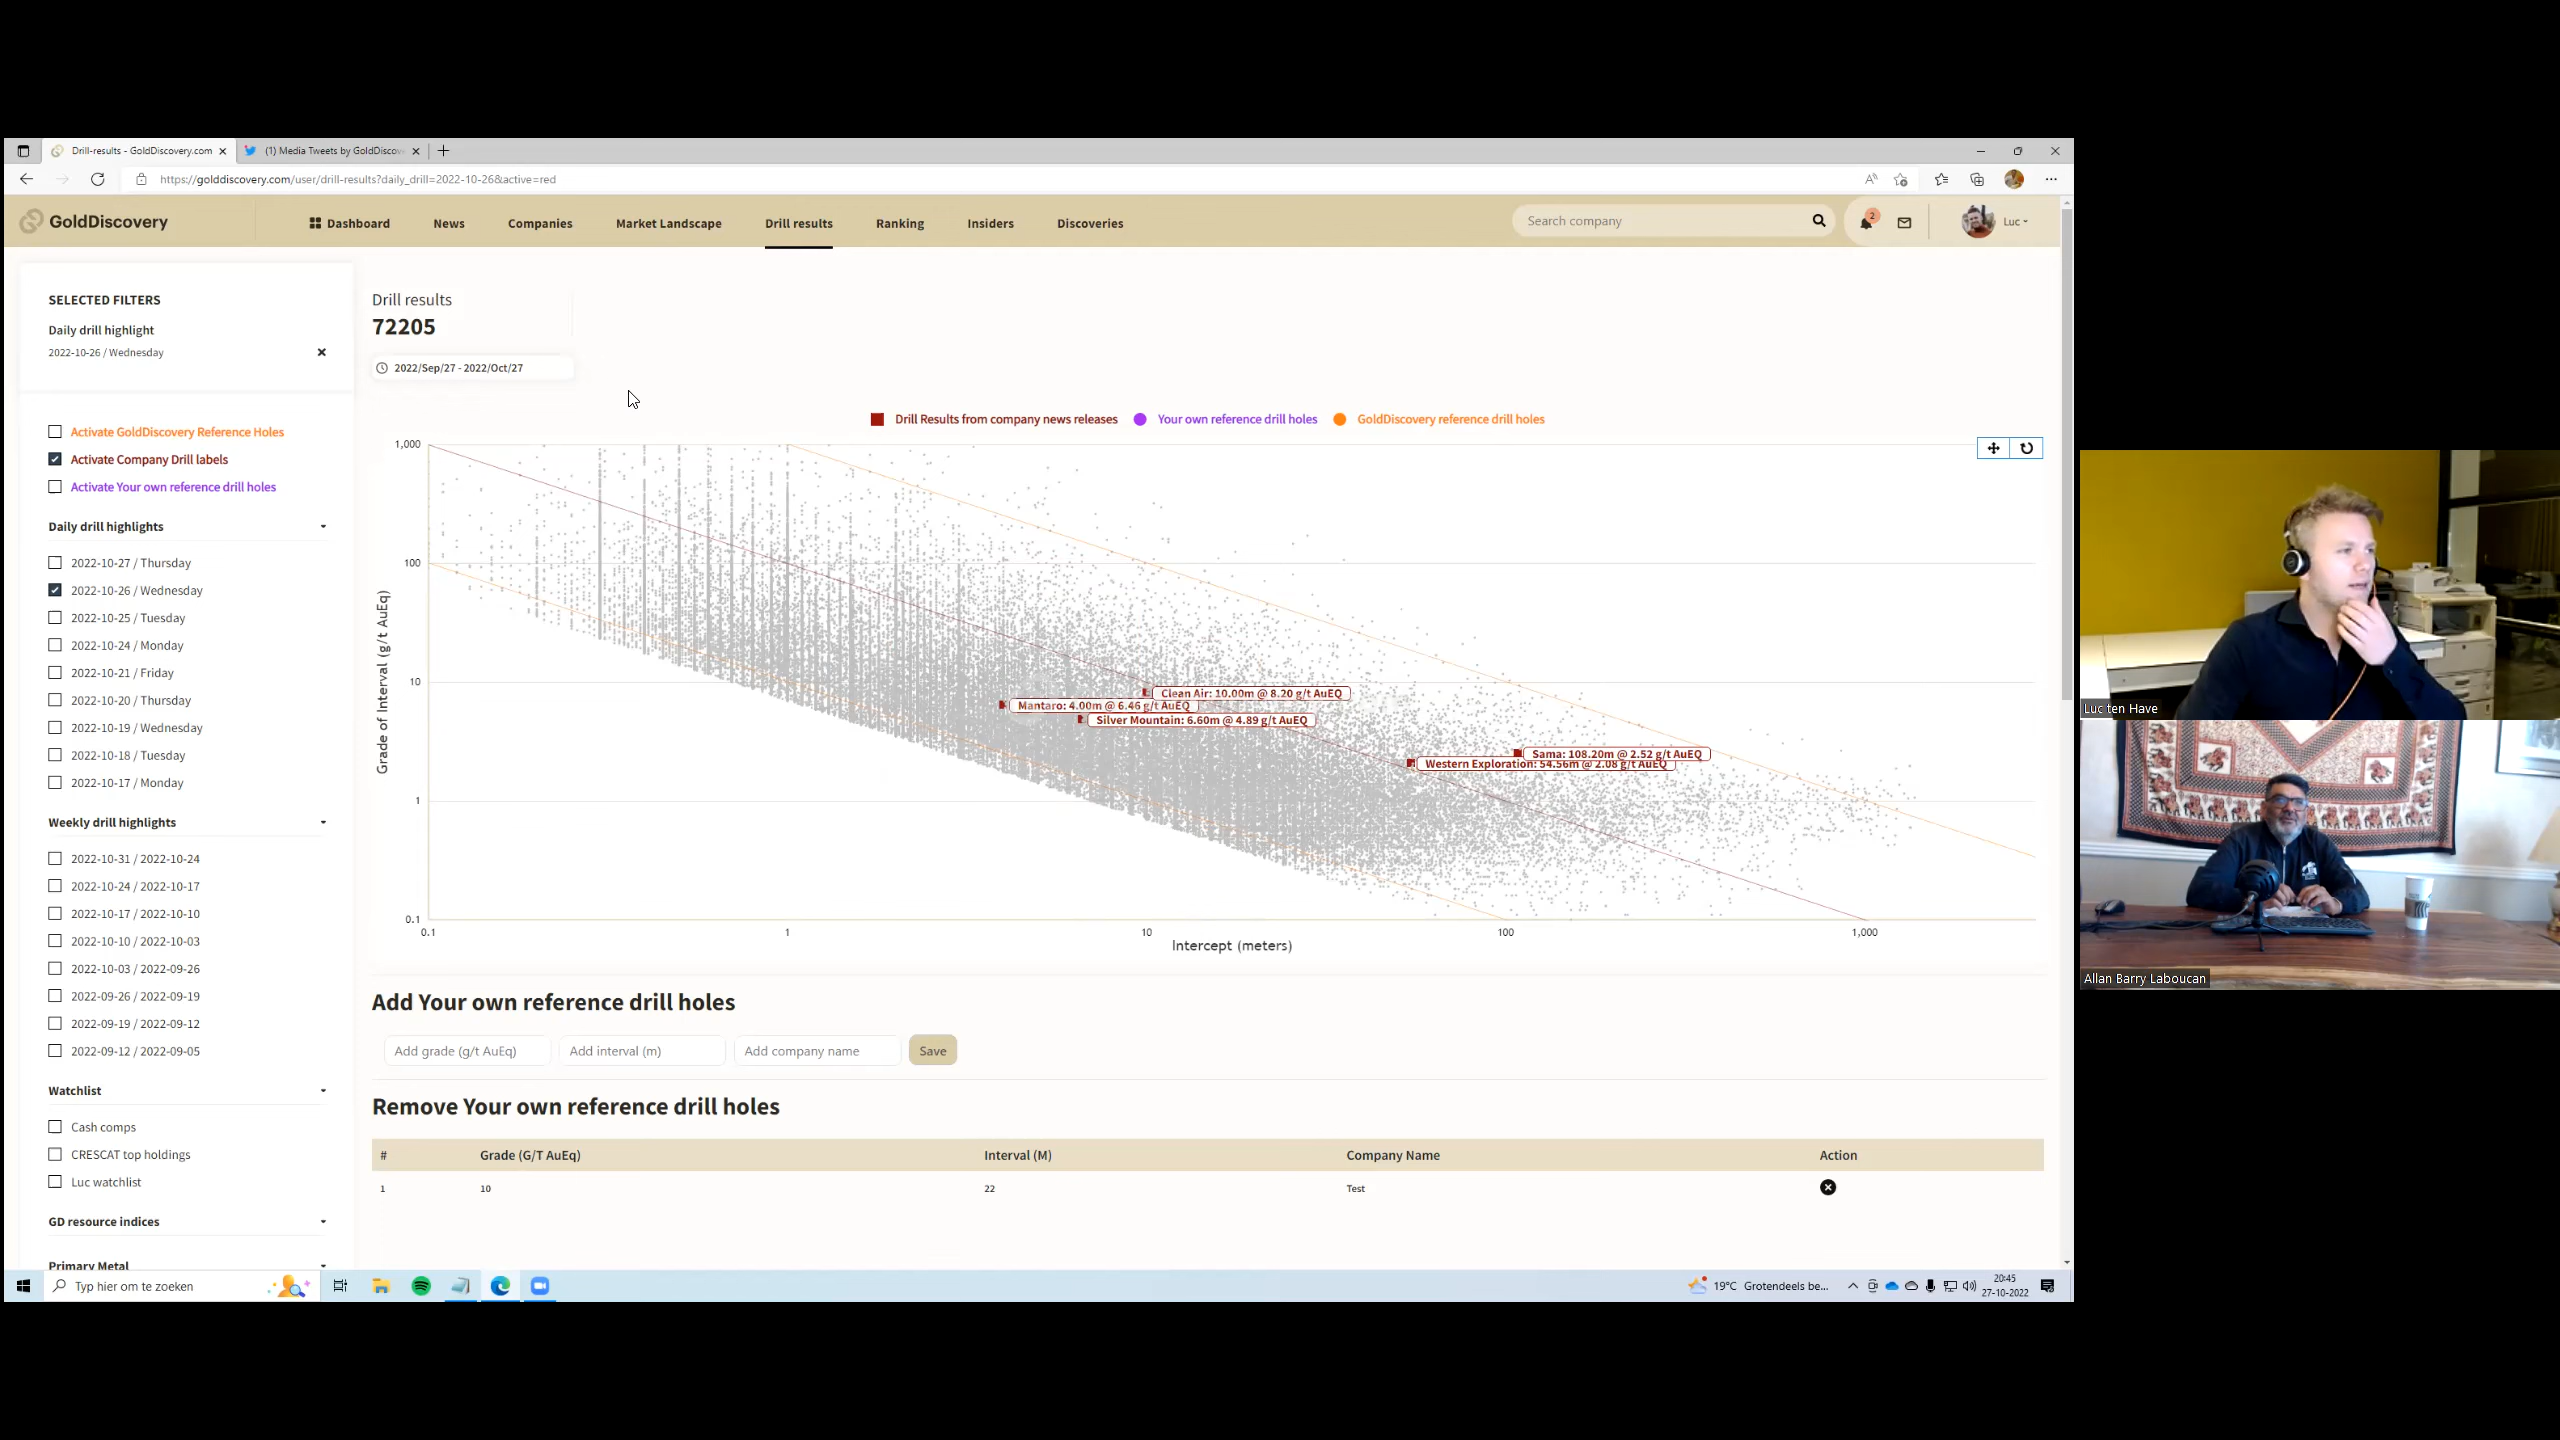 Drill-results - GoldDiscovery.com
(1) Media Tweets by GoldDiscov
https://golddiscovery.com/user/drill-results?daily_drill=2022-10-26&active=red
GoldDiscovery
Dashboard
News
Companies
Market Landscape
Drill results
Ranking
Insiders
Discoveries
Search company
2
Luc
SELECTED FILTERS
Daily drill highlight
2022-10-26 / Wednesday
Activate GoldDiscovery Reference Holes
Activate Company Drill labels
Activate Your own reference drill holes
Daily drill highlights
2022-10-27 / Thursday
2022-10-26 / Wednesday
2022-10-25 / Tuesday
2022-10-24 / Monday
2022-10-21 / Friday
2022-10-20 / Thursday
2022-10-19 / Wednesday
2022-10-18 / Tuesday
2022-10-17 / Monday
Weekly drill highlights
2022-10-31 / 2022-10-24
2022-10-24 / 2022-10-17
2022-10-17 / 2022-10-10
2022-10-10 / 2022-10-03
2022-10-03 / 2022-09-26
2022-09-26 / 2022-09-19
2022-09-19 / 2022-09-12
2022-09-12 / 2022-09-05
Watchlist
Cash comps
CRESCAT top holdings
Luc watchlist
GD resource indices
Primary Metal
Drill results
72205
2022/Sep/27 - 2022/Oct/27
Drill Results from company news releases
Your own reference drill holes
GoldDiscovery reference drill holes
1,000
100
10
1
0.1
Grade of Interval (g/t AuEq)
Clean Air: 10.00m @ 8.20 g/t AuEQ
Mantaro: 4.00m @ 6.46 g/t AuEQ
Silver Mountain: 6.60m @ 4.89 g/t AuEQ
Sama: 108.20m @ 2.52 g/t AuEQ
Western Exploration: 54.56m @ 2.08 g/t AuEQ
0.1
1
10
100
1,000
Intercept (meters)
Add Your own reference drill holes
Add grade (g/t AuEq)
Add interval (m)
Add company name
Save
Remove Your own reference drill holes
# Grade (G/T AuEq) Interval (M) Company Name Action
1 10 22 Test
Typ hier om te zoeken
19°C Grotendeels be...
20:45
27-10-2022
Luc ten Have
Allan Barry Laboucan